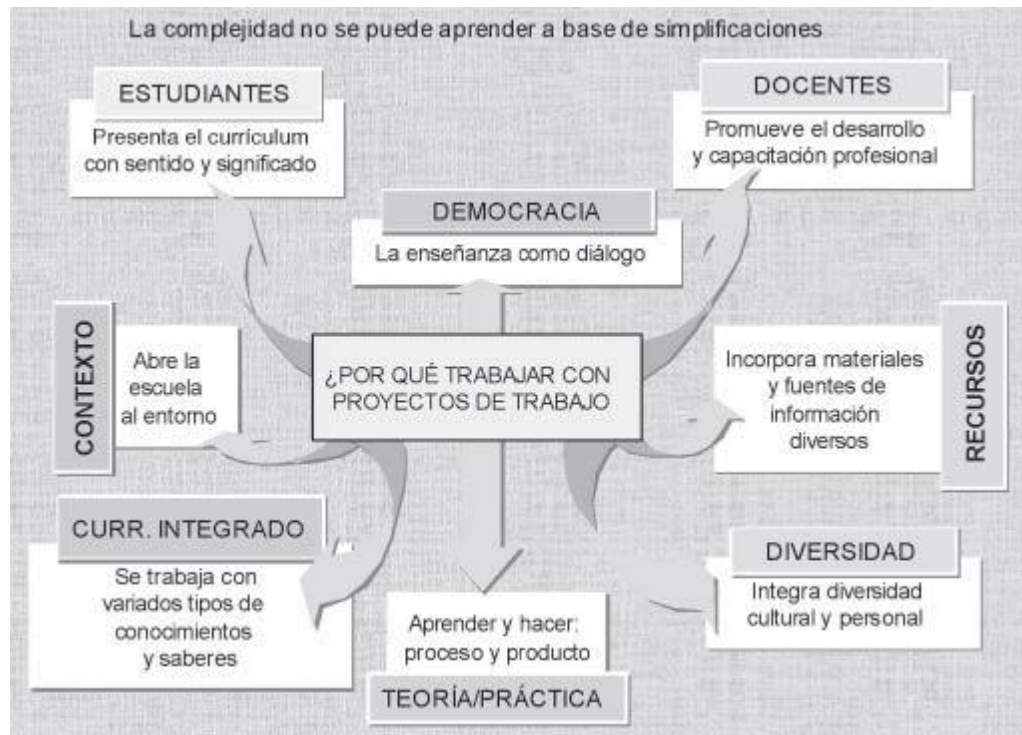 La complejidad no se puede aprender a base de simplificaciones
ESTUDIANTES
Presenta el currículum
con sentido y significado
DOCENTES
Promueve el desarrollo
y capacitación profesional
DEMOCRACIA
La enseñanza como diálogo
CONTEXTO
Abre la
escuela
al entorno
¿POR QUÉ TRABAJAR CON
PROYECTOS DE TRABAJO
Incorpora materiales
y fuentes de
información
diversos
RECURSOS
CURR. INTEGRADO
Se trabaja con
variados tipos de
conocimientos
y saberes
Aprender y hacer:
proceso y producto
TEORÍA/PRÁCTICA
DIVERSIDAD
Integra diversidad
cultural y personal